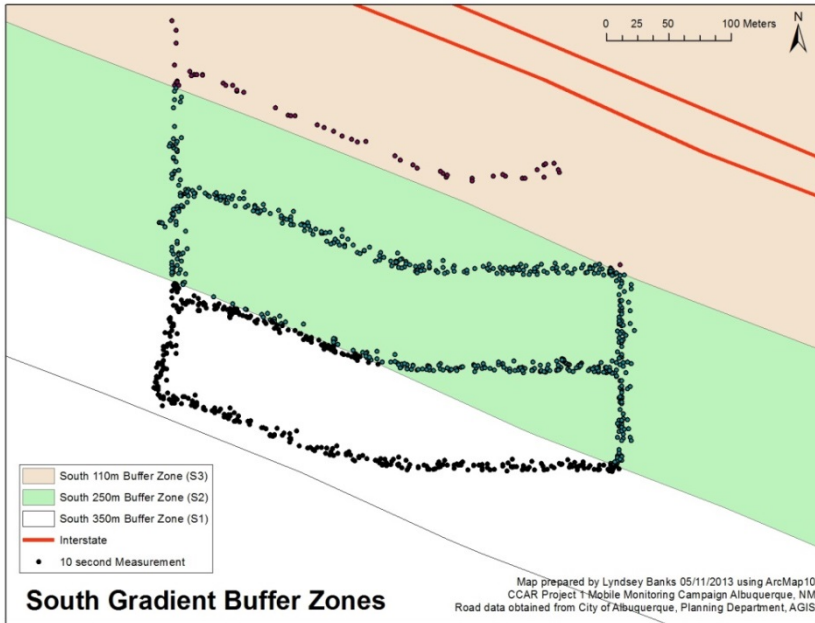 N
0 25 50 100 Meters
South 110m Buffer Zone (S3)
South 250m Buffer Zone (S2)
South 350m Buffer Zone (S1)
Interstate
10 second Measurement
South Gradient Buffer Zones
Map prepared by Lyndsey Banks 05/11/2013 using ArcMap10
CCAR Project 1 Mobile Monitoring Campaign Albuquerque, NM
Road data obtained from City of Albuquerque, Planning Department, AGIS